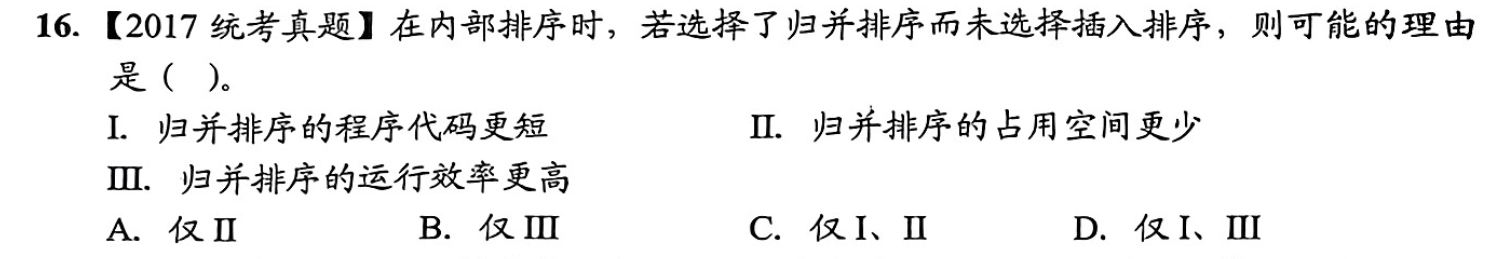 16. 【2017 统考真题】在内部排序时，若选择了归并排序而未选择插入排序，则可能的理由
是（ ）。
I. 归并排序的程序代码更短 II. 归并排序的占用空间更少
III. 归并排序的运行效率更高
A. 仅 II B. 仅 III C. 仅 I、II D. 仅 I、III